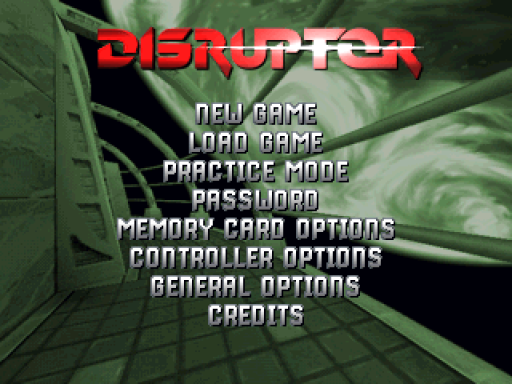 DISRUPTOR
NEW GAME
LOAD GAME
PRACTICE MODE
PASSWORD
MEMORY CARD OPTIONS
CONTROLLER OPTIONS
GENERAL OPTIONS
CREDITS